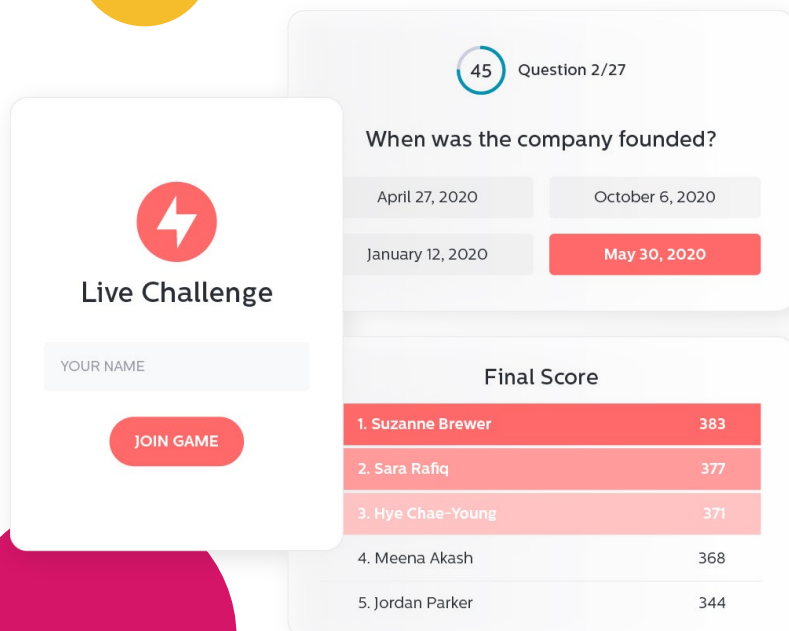 45 Question 2/27
When was the company founded?
April 27, 2020
October 6, 2020
January 12, 2020
May 30, 2020
Live Challenge
YOUR NAME
JOIN GAME
Final Score
1. Suzanne Brewer 383
2. Sara Rafiq 377
3. Hye Chae-Young 371
4. Meena Akash 368
5. Jordan Parker 344